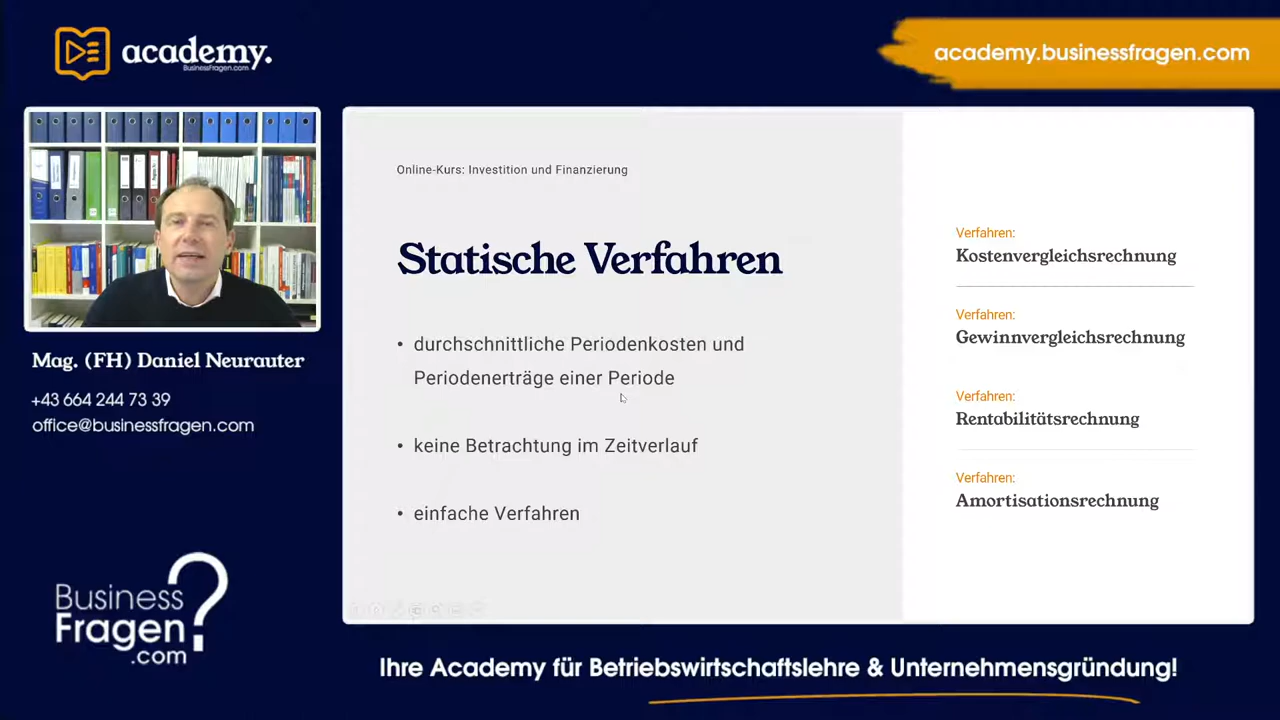 academy.
BusinessFragen.com
academy.businessfragen.com
Mag. (FH) Daniel Neurauter
+43 664 244 73 39
office@businessfragen.com
Business
Fragen
.com
?
Online-Kurs: Investition und Finanzierung
Statische Verfahren
• durchschnittliche Periodenkosten und
Periodenerträge einer Periode
• keine Betrachtung im Zeitverlauf
• einfache Verfahren
Verfahren:
Kostenvergleichsrechnung
Verfahren:
Gewinnvergleichsrechnung
Verfahren:
Rentabilitätsrechnung
Verfahren:
Amortisationsrechnung
Ihre Academy für Betriebswirtschaftslehre & Unternehmensgründung!